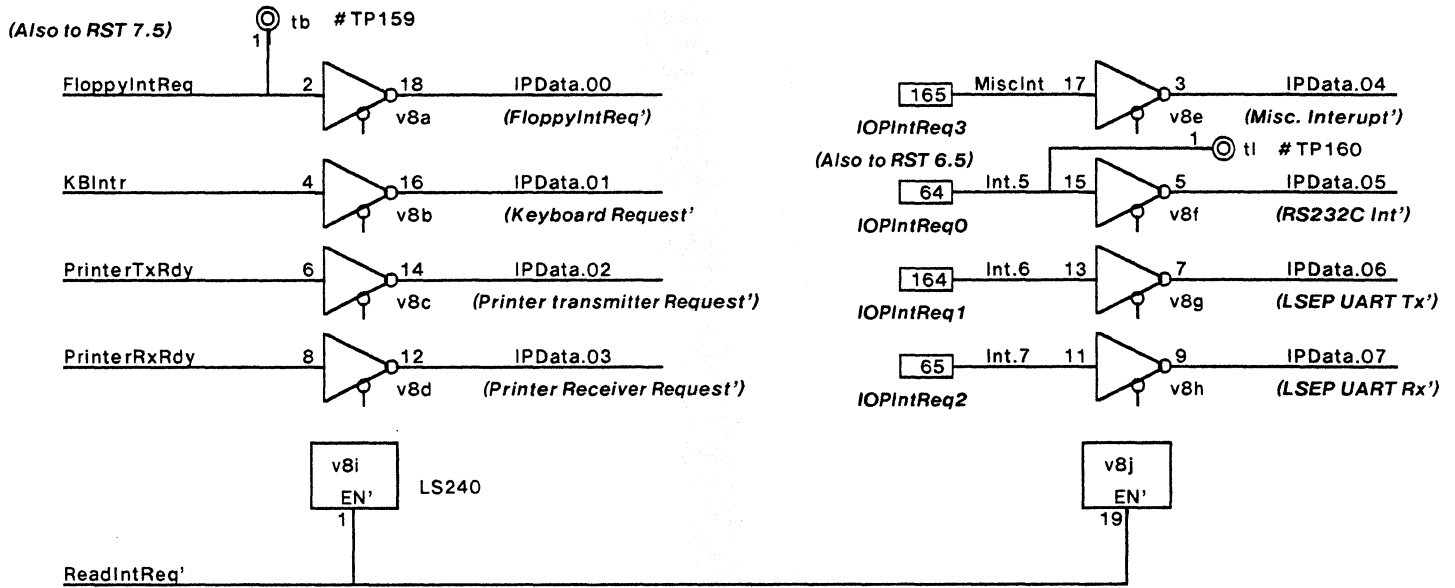 (Also to RST 7.5)
tb #TP159
1
FloppyIntReq 2 18 IPData.00
v8a (FloppyIntReq')
KBIntr 4 16 IPData.01
v8b (Keyboard Request'
PrinterTxRdy 6 14 IPData.02
v8c (Printer transmitter Request')
PrinterRxRdy 8 12 IPData.03
v8d (Printer Receiver Request')
v8i
EN'
LS240
1
ReadIntReq'
165 MiscInt 17 3 IPData.04
IOPIntReq3 v8e (Misc. Interupt')
(Also to RST 6.5)
1 tl #TP160
64 Int.5 15 5 IPData.05
IOPIntReq0 v8f (RS232C Int')
164 Int.6 13 7 IPData.06
IOPIntReq1 v8g (LSEP UART Tx')
65 Int.7 11 9 IPData.07
IOPIntReq2 v8h (LSEP UART Rx')
v8j
EN'
19